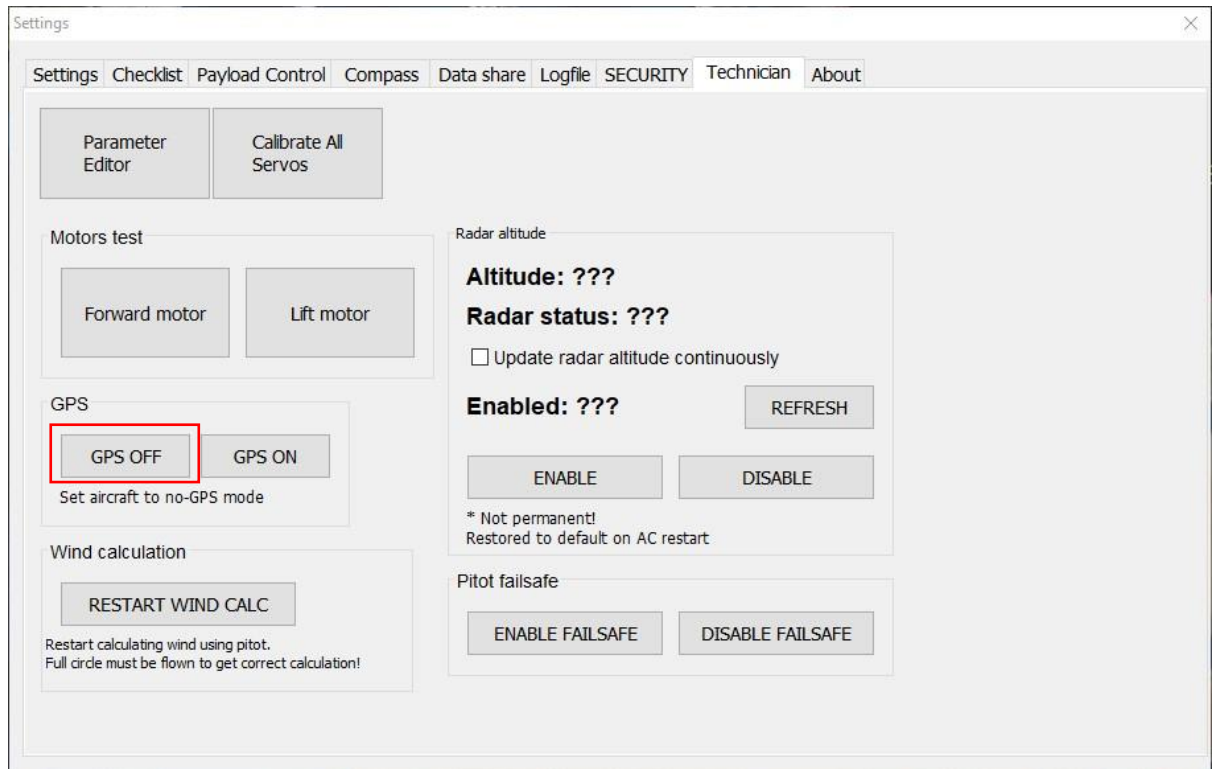 Settings
Settings Checklist Payload Control Compass Data share Logfile SECURITY Technician About
Parameter
Editor
Calibrate All
Servos
Motors test
Forward motor
Lift motor
GPS
GPS OFF
GPS ON
Set aircraft to no-GPS mode
Wind calculation
RESTART WIND CALC
Restart calculating wind using pitot.
Full circle must be flown to get correct calculation!
Radar altitude
Altitude: ???
Radar status: ???
Update radar altitude continuously
Enabled: ???
REFRESH
ENABLE
DISABLE
* Not permanent!
Restored to default on AC restart
Pitot failsafe
ENABLE FAILSAFE
DISABLE FAILSAFE